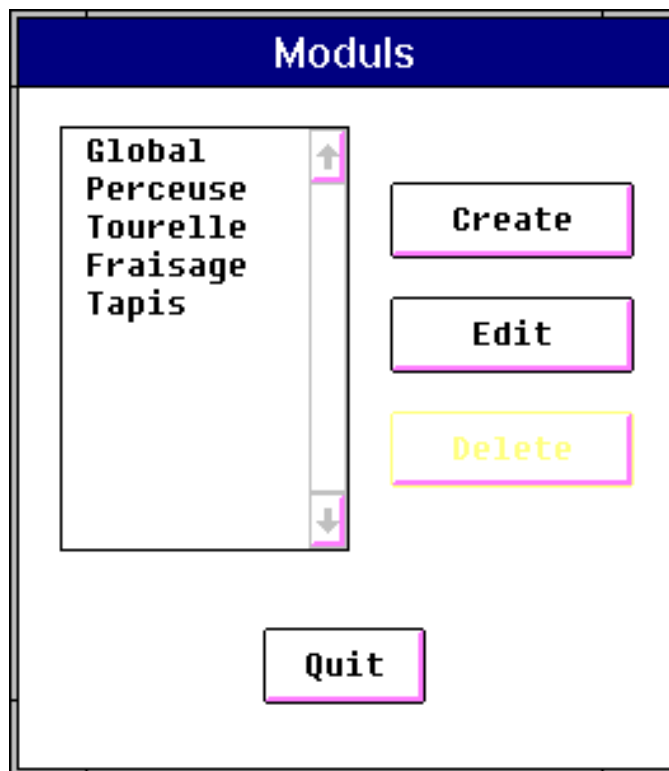 Moduls
Global
Perceuse
Tourelle
Fraisage
Tapis
Create
Edit
Delete
Quit